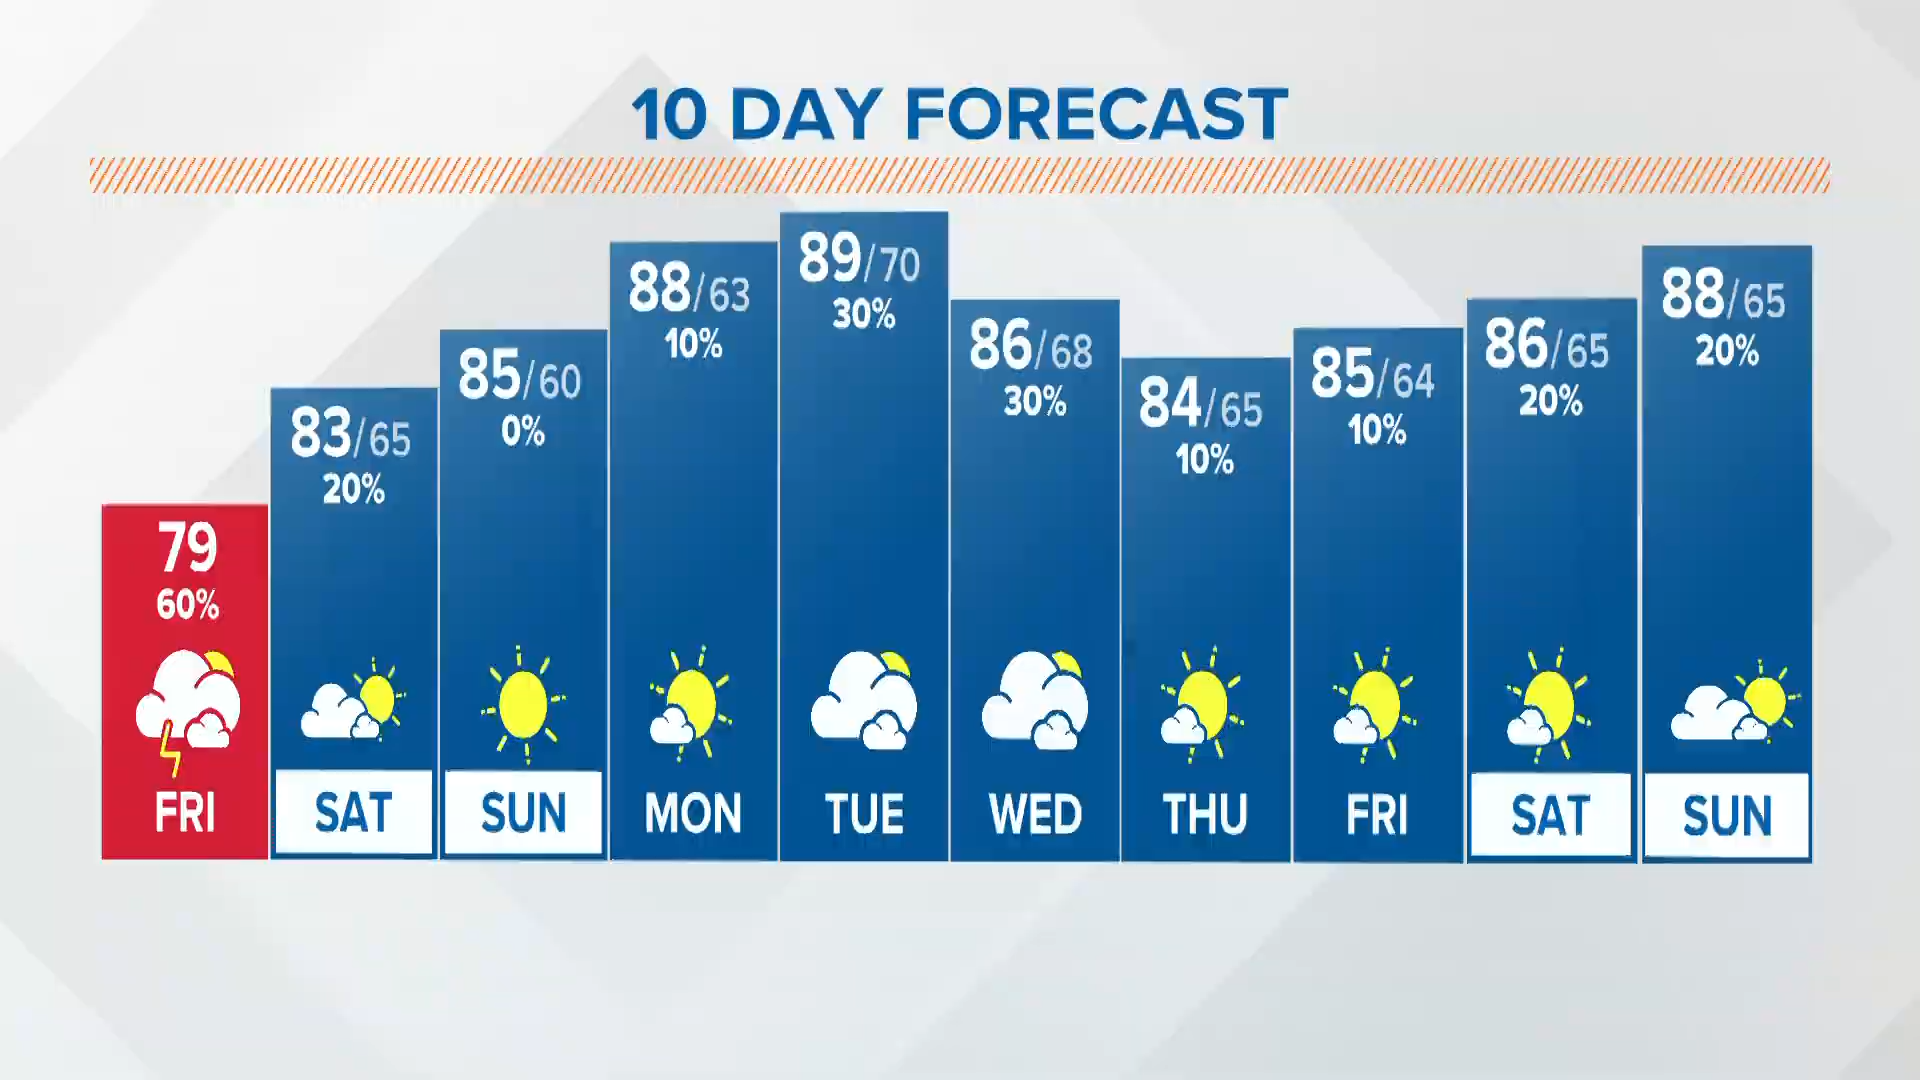 10 DAY FORECAST
79
60%
FRI
83/65
20%
SAT
85/60
0%
SUN
88/63
10%
MON
89/70
30%
TUE
86/68
30%
WED
84/65
10%
THU
85/64
10%
FRI
86/65
20%
SAT
88/65
20%
SUN